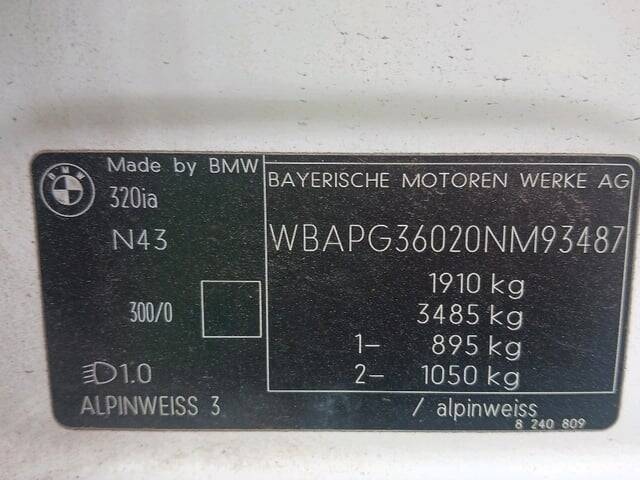 BMW
Made by BMW
320ia
N43
300/0
1.0
ALPINWEISS 3
BAYERISCHE MOTOREN WERKE AG
WBAPG36020NM93487
1910 kg
3485 kg
1- 895 kg
2- 1050 kg
/ alpinweiss
8 240 809